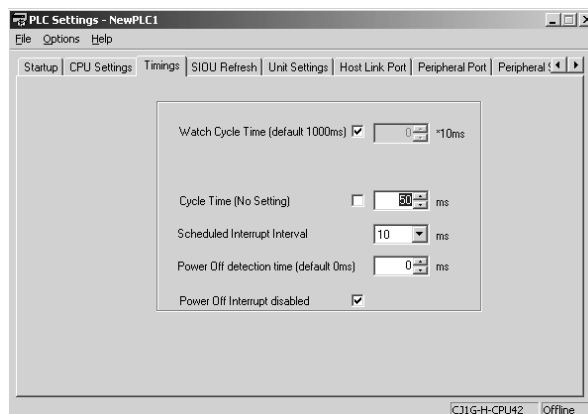 PLC Settings - NewPLC1
File Options Help
Startup CPU Settings Timings SIOU Refresh Unit Settings Host Link Port Peripheral Port Peripheral
Watch Cycle Time (default 1000ms) 0 *10ms
Cycle Time (No Setting) 50 ms
Scheduled Interrupt Interval 10 ms
Power Off detection time (default 0ms) 0 ms
Power Off Interrupt disabled
CJ1G-H-CPU42 Offline